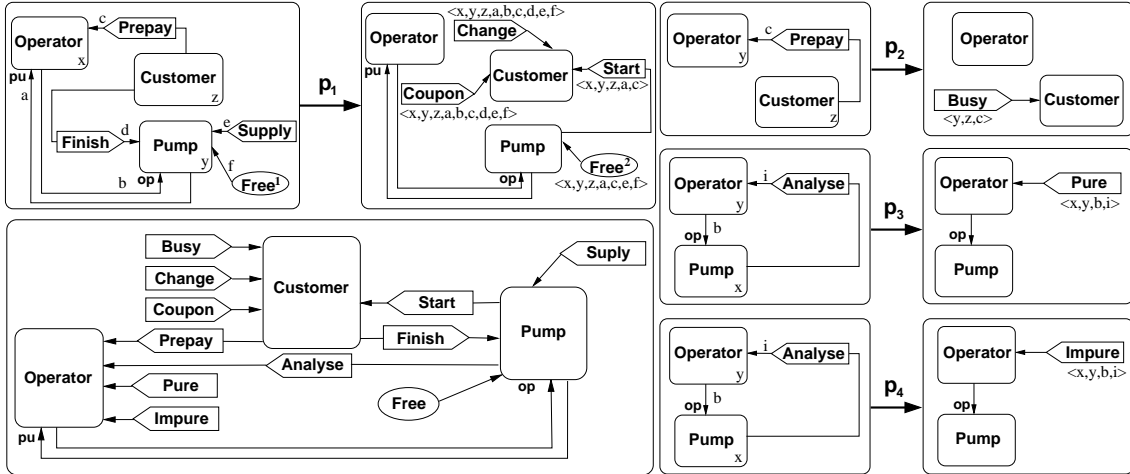 c
Prepay
Operator
x
pu
a
Customer
z
Finish
d
e
Supply
Pump
y
f
b
op
Free¹
p₁
<x,y,z,a,b,c,d,e,f>
Change
Operator
pu
Customer
Start
<x,y,z,a,c>
Coupon
<x,y,z,a,b,c,d,e,f>
Pump
op
Free²
<x,y,z,a,c,e,f>
Operator
y
c
Prepay
Customer
z
p₂
Operator
Busy
<y,z,c>
Customer
Operator
y
i
Analyse
b
op
Pump
x
p₃
Operator
Pure
<x,y,b,i>
op
Pump
Operator
y
i
Analyse
b
op
Pump
x
p₄
Operator
Impure
<x,y,b,i>
op
Pump
Busy
Change
Coupon
Customer
Suply
Start
Pump
Prepay
Finish
Operator
Analyse
op
Pure
Free
Impure
pu